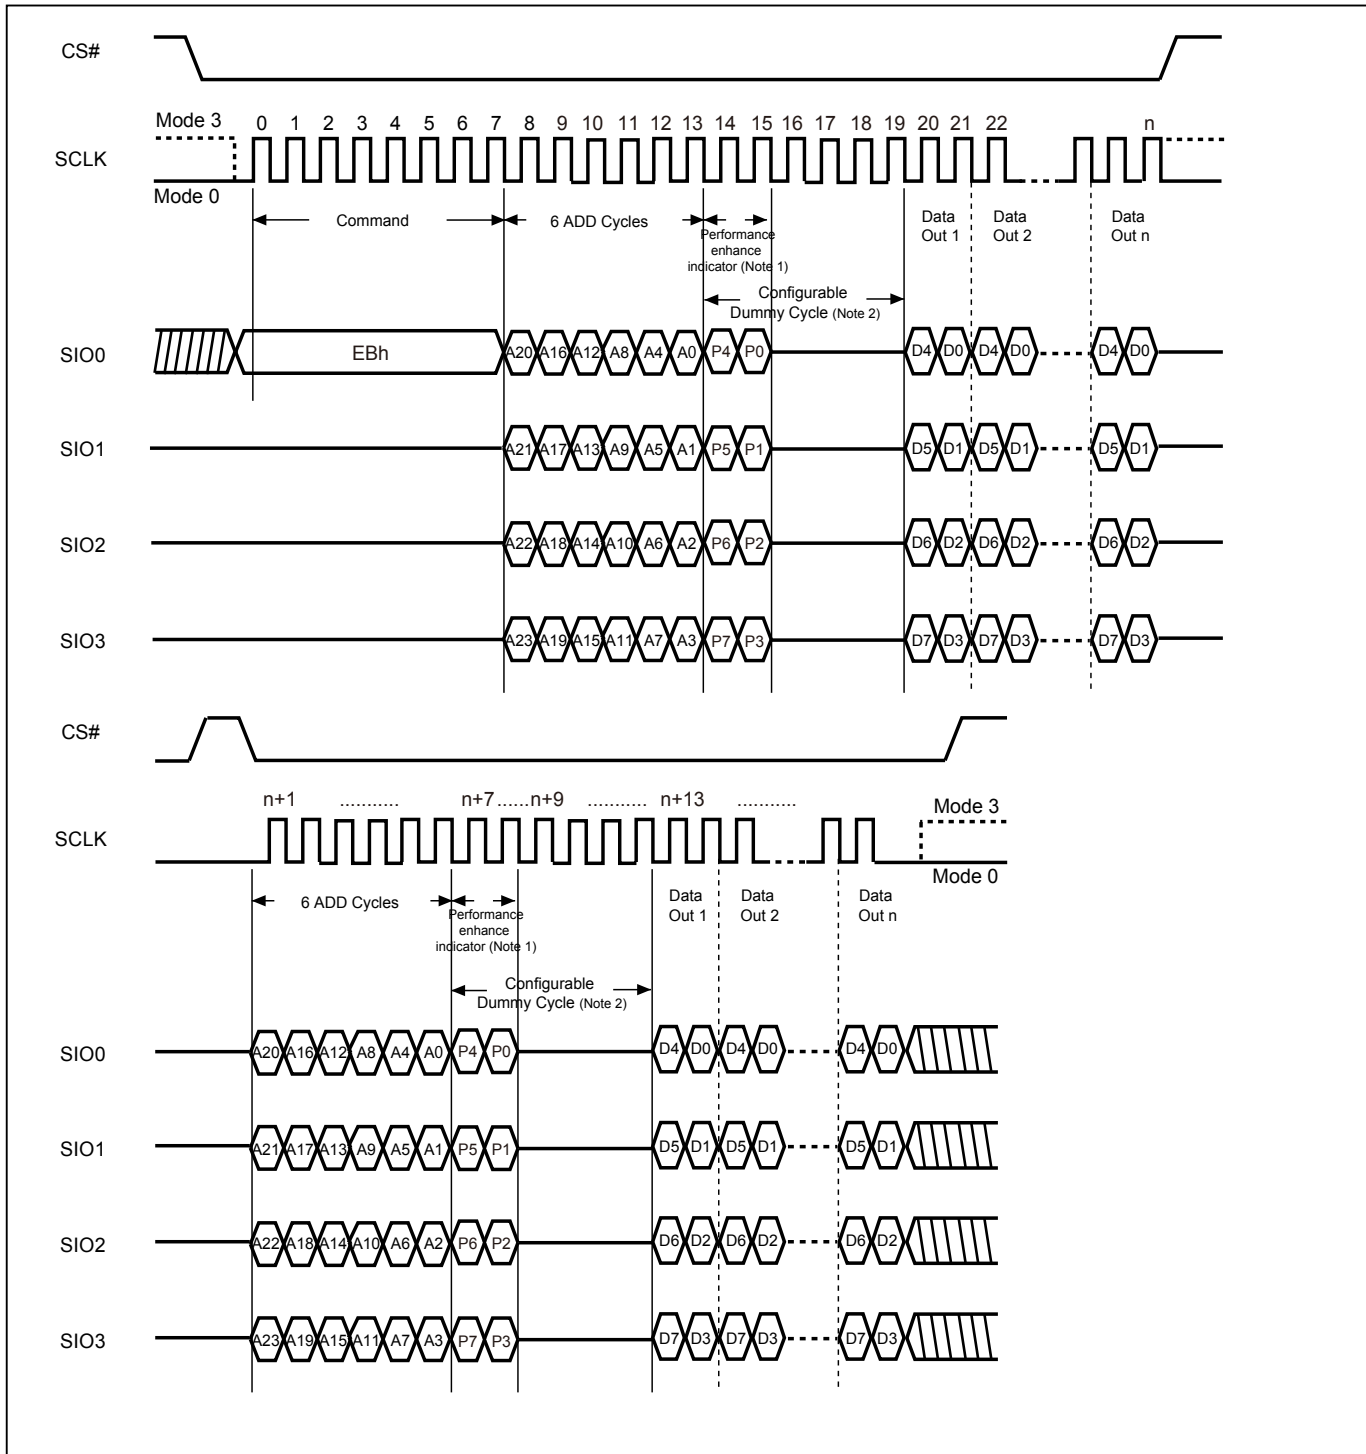 CS#
Mode 3
0 1 2 3 4 5 6 7 8 9 10 11 12 13 14 15 16 17 18 19 20 21 22 n
SCLK
Mode 0
Command
6 ADD Cycles
Performance
enhance
indicator (Note 1)
Data
Out 1
Data
Out 2
Data
Out n
Configurable
Dummy Cycle (Note 2)
SIO0 EBh A20 A16 A12 A8 A4 A0 P4 P0 D4 D0 D4 D0 D4 D0
SIO1 A21 A17 A13 A9 A5 A1 P5 P1 D5 D1 D5 D1 D5 D1
SIO2 A22 A18 A14 A10 A6 A2 P6 P2 D6 D2 D6 D2 D6 D2
SIO3 A23 A19 A15 A11 A7 A3 P7 P3 D7 D3 D7 D3 D7 D3
CS#
n+1 ........... n+7 ......n+9 ........... n+13 ...........
Mode 3
SCLK
Mode 0
6 ADD Cycles
Performance
enhance
indicator (Note 1)
Data
Out 1
Data
Out 2
Data
Out n
Configurable
Dummy Cycle (Note 2)
SIO0 A20 A16 A12 A8 A4 A0 P4 P0 D4 D0 D4 D0 D4 D0
SIO1 A21 A17 A13 A9 A5 A1 P5 P1 D5 D1 D5 D1 D5 D1
SIO2 A22 A18 A14 A10 A6 A2 P6 P2 D6 D2 D6 D2 D6 D2
SIO3 A23 A19 A15 A11 A7 A3 P7 P3 D7 D3 D7 D3 D7 D3